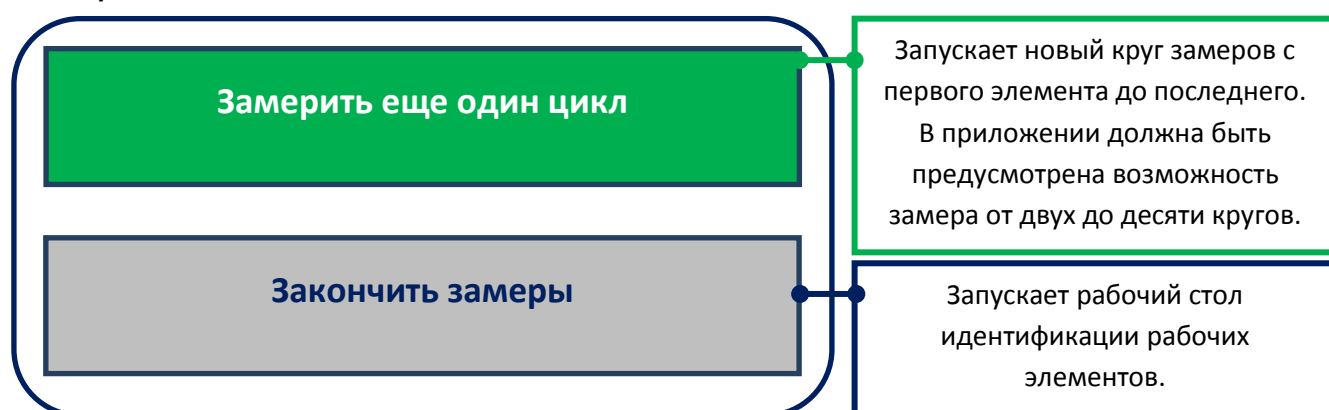 Замерить еще один цикл
Запускает новый круг замеров с
первого элемента до последнего.
В приложении должна быть
предусмотрена возможность
замера от двух до десяти кругов.
Закончить замеры
Запускает рабочий стол
идентификации рабочих
элементов.